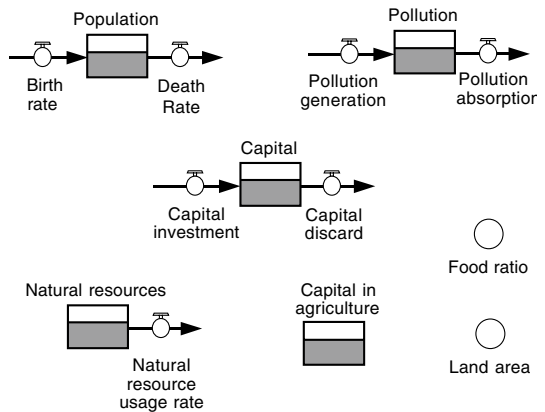 Population
Birth
rate
Death
Rate
Pollution
Pollution
generation
Pollution
absorption
Capital
Capital
investment
Capital
discard
Food ratio
Natural resources
Natural
resource
usage rate
Capital in
agriculture
Land area